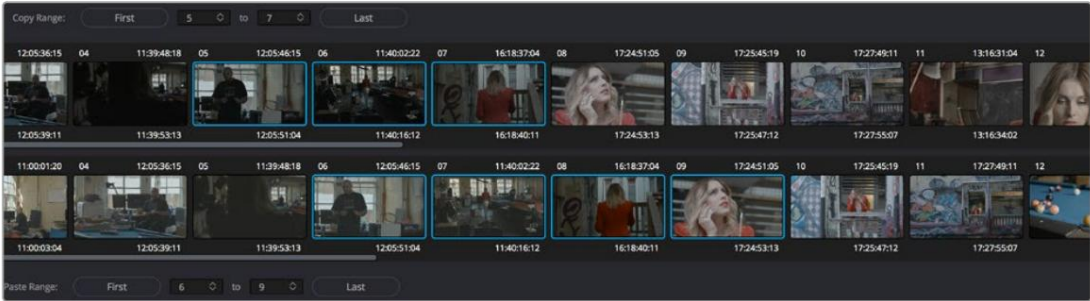 Copy Range: First 5 to 7 Last
12:05:36:15 04 11:39:48:18 05 12:05:46:15 06 11:40:02:22 07 16:18:37:04 08 17:24:51:05 09 17:25:45:19 10 17:27:49:11 11 13:16:31:04 12
12:05:39:11 11:39:53:13 12:05:51:04 11:40:16:12 16:18:40:11 17:24:53:13 17:25:47:12 17:27:55:07 13:16:34:02
11:00:01:20 04 12:05:36:15 05 11:39:48:18 06 12:05:46:15 07 11:40:02:22 08 16:18:37:04 09 17:24:51:05 10 17:25:45:19 11 17:27:49:11 12
11:00:03:04 12:05:39:11 11:39:53:13 12:05:51:04 11:40:16:12 16:18:40:11 17:24:53:13 17:25:47:12 17:27:55:07
Paste Range: First 6 to 9 Last